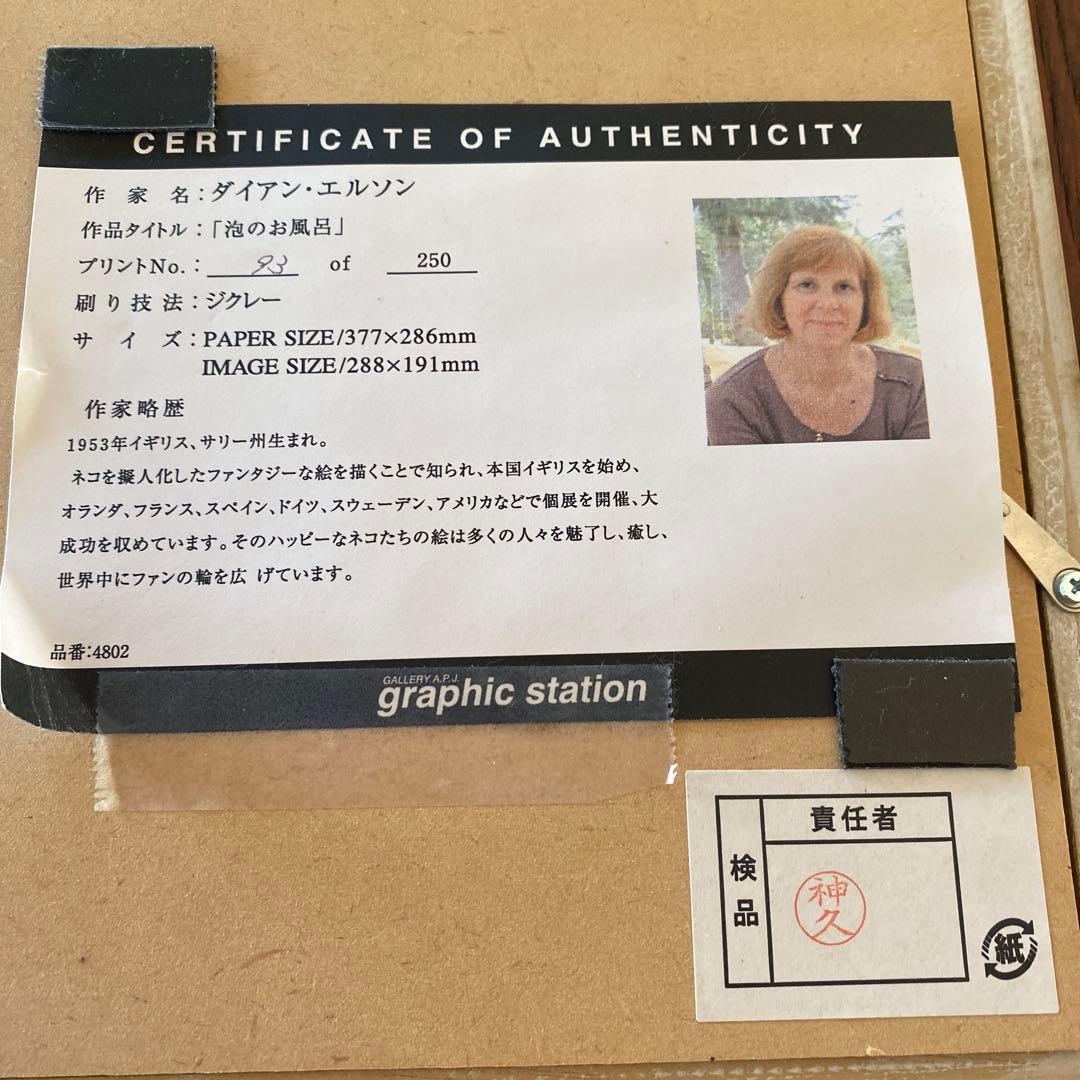 CERTIFICATE OF AUTHENTICITY
作家名:ダイアン・エルソン
作品タイトル:「泡のお風呂」
プリントNo.: 93 of 250
刷り技法:ジクレー
サイズ:PAPER SIZE/377×286mm
IMAGE SIZE/288×191mm
作家略歴
1953年イギリス、サリー州生まれ。
ネコを擬人化したファンタジーな絵を描くことで知られ、本国イギリスを始め、
オランダ、フランス、スペイン、ドイツ、スウェーデン、アメリカなどで個展を開催、大
成功を収めています。そのハッピーなネコたちの絵は多くの人々を魅了し、癒し、
世界中にファンの輪を広 げています。
品番:4802
GALLERY A.P.J.
graphic station
責任者
検品
神久
紙